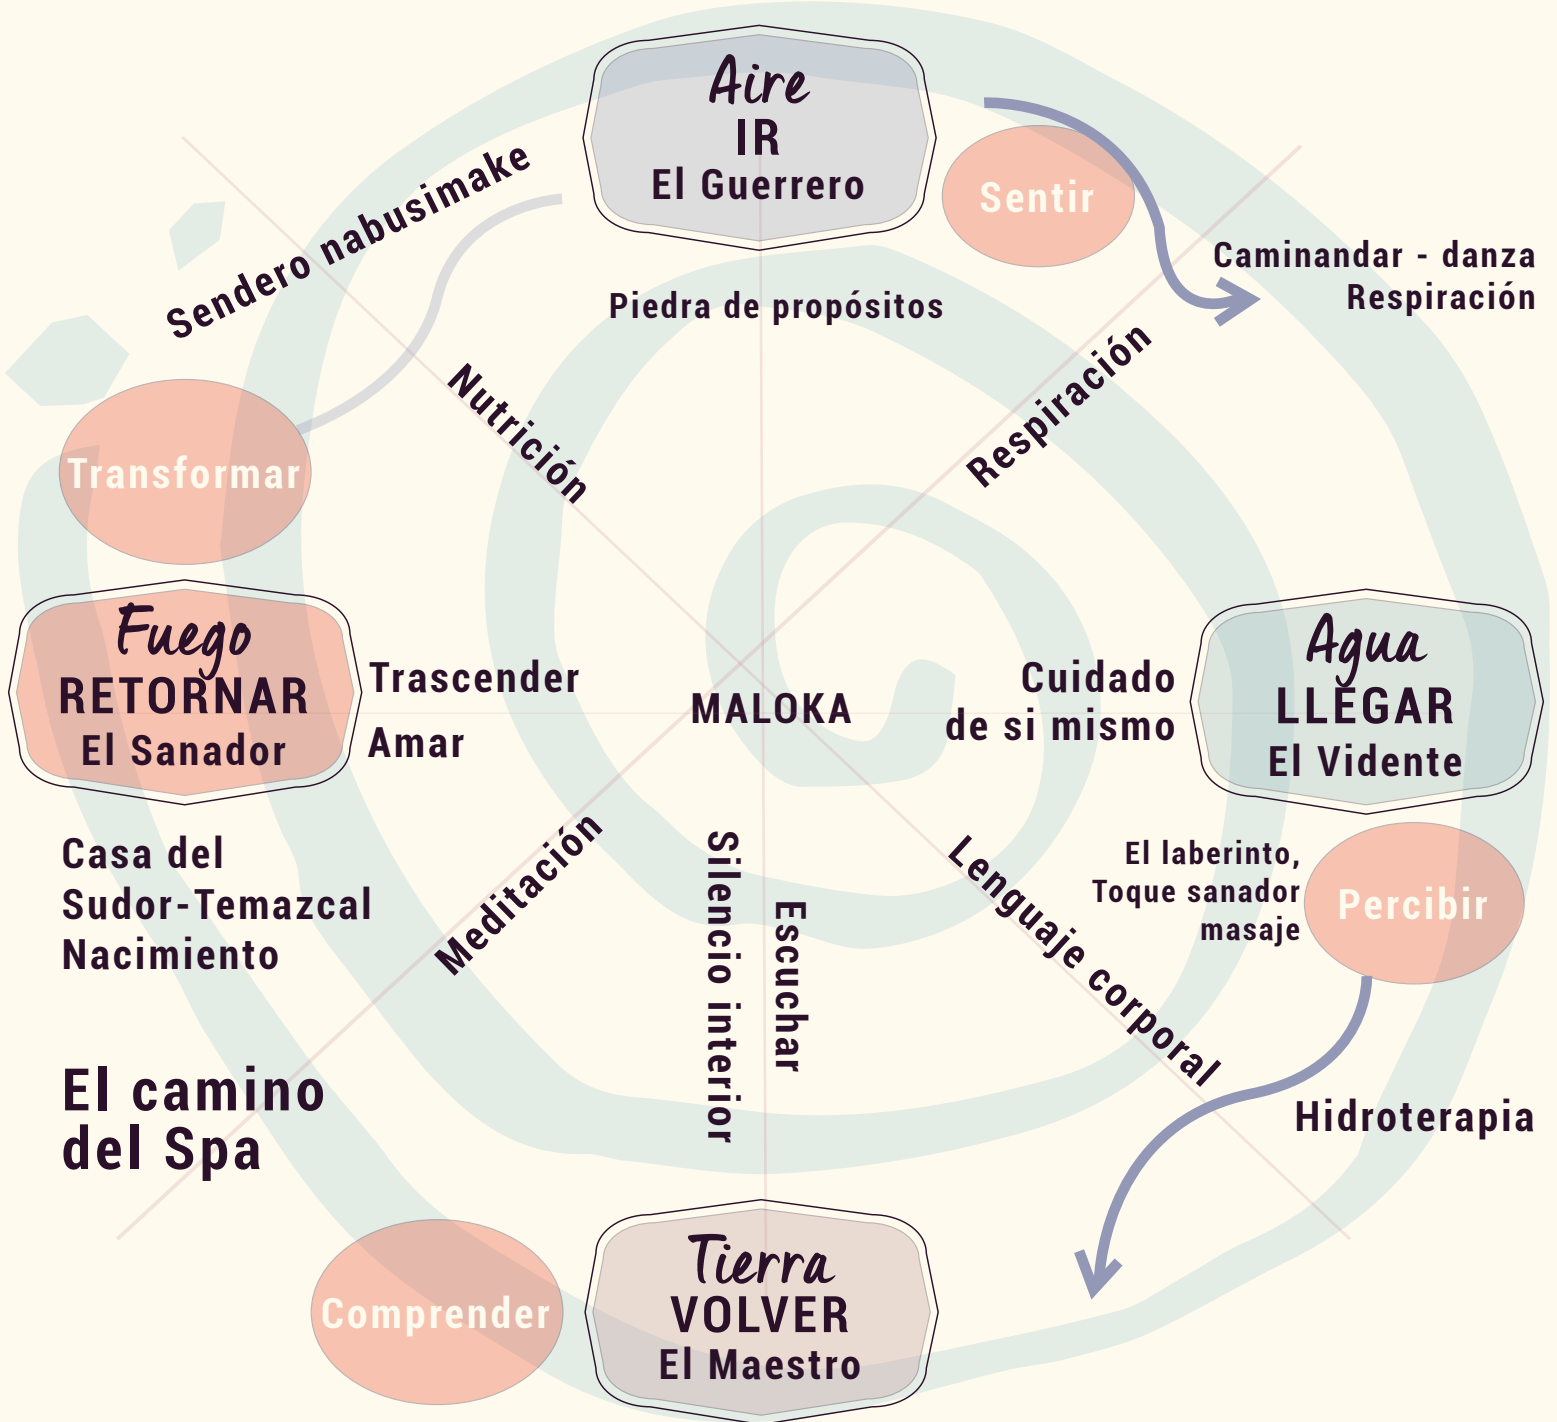 Aire
IR
El Guerrero
Sentir
Sendero nabusimake
Caminandar - danza
Respiración
Piedra de propósitos
Respiración
Nutrición
Transformar
Fuego
RETORNAR
El Sanador
Trascender
Amar
MALOKA
Cuidado
de si mismo
Agua
LLEGAR
El Vidente
Casa del
Sudor-Temazcal
Nacimiento
Meditación
Silencio interior
Escuchar
Lenguaje corporal
El laberinto,
Toque sanador
masaje
Percibir
Hidroterapia
El camino
del Spa
Comprender
Tierra
VOLVER
El Maestro